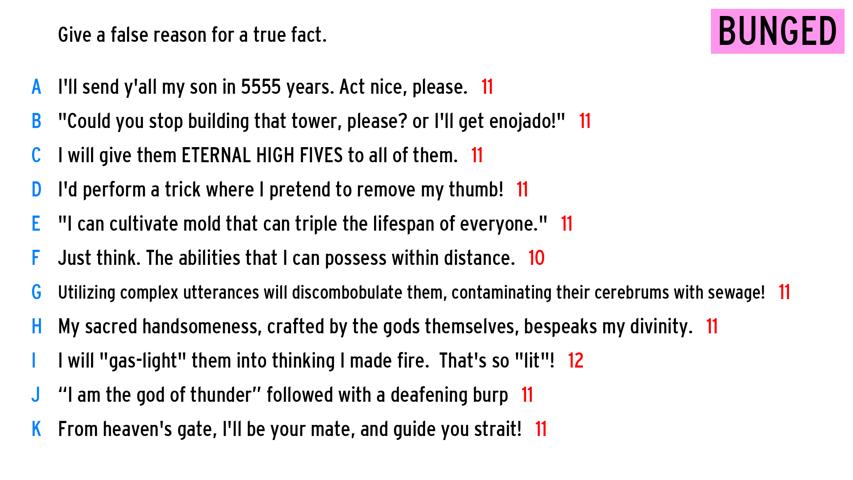 Give a false reason for a true fact.
BUNGED
A I'll send y'all my son in 5555 years. Act nice, please. 11
B "Could you stop building that tower, please? or I'll get enojado!" 11
C I will give them ETERNAL HIGH FIVES to all of them. 11
D I'd perform a trick where I pretend to remove my thumb! 11
E "I can cultivate mold that can triple the lifespan of everyone." 11
F Just think. The abilities that I can possess within distance. 10
G Utilizing complex utterances will discombobulate them, contaminating their cerebrums with sewage! 11
H My sacred handsomeness, crafted by the gods themselves, bespeaks my divinity. 11
I I will "gas-light" them into thinking I made fire.  That's so "lit"! 12
J “I am the god of thunder” followed with a deafening burp 11
K From heaven's gate, I'll be your mate, and guide you strait! 11